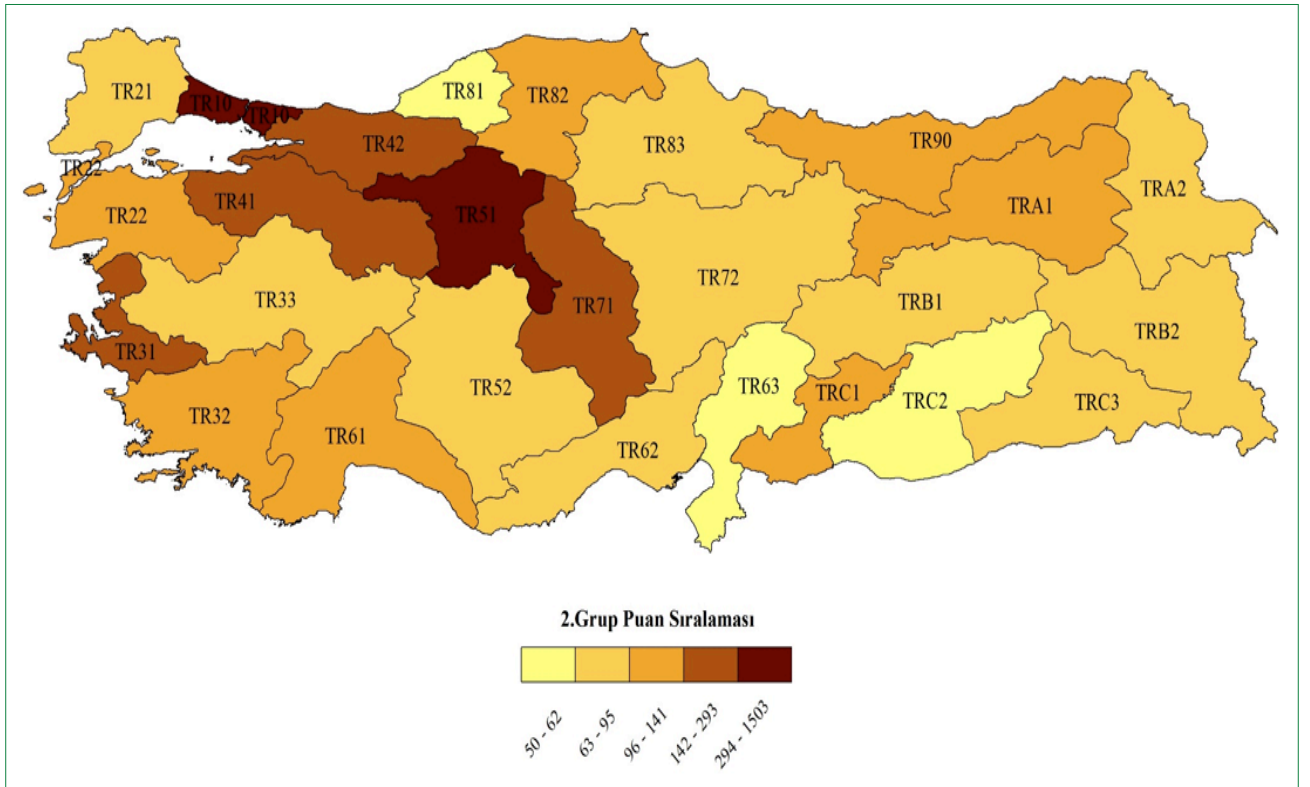 TR21
TR10
TR10
TR81
TR82
TR42
TR83
TR90
TR22
TR22
TR41
TR51
TRA1
TRA2
TR33
TR71
TR72
TRB1
TRB2
TR31
TR32
TR61
TR52
TR62
TR63
TRC1
TRC2
TRC3
2.Grup Puan Sıralaması
50 - 62
63 - 95
96 - 141
142 - 293
294 - 1503